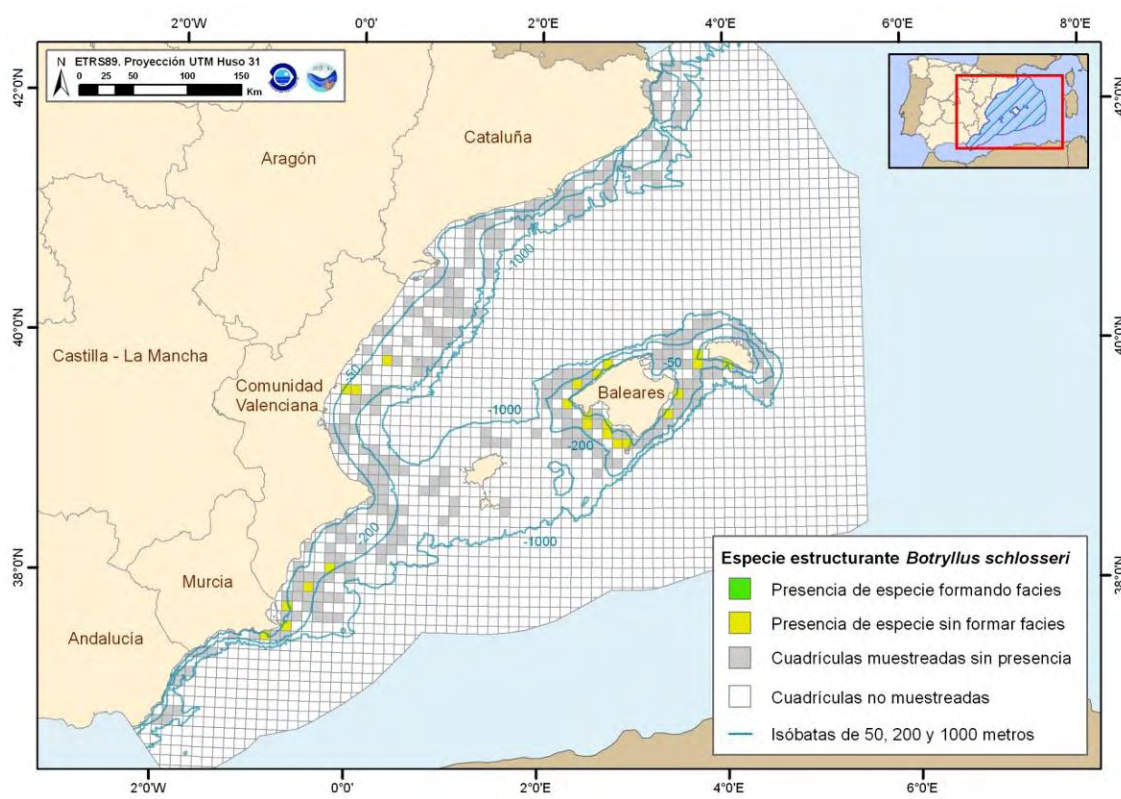 2°0'W
0°0'
2°0'E
4°0'E
6°0'E
8°0'E
N ETRS89. Proyección UTM Huso 31
0 25 50 100 150
Km
42°0'N
42°0'N
Cataluña
Aragón
-1000
40°0'N
40°0'N
Castilla - La Mancha
Comunidad
Valenciana
-50
-50
Baleares
-1000
-200
-200
-1000
38°0'N
38°0'N
Murcia
Andalucía
Especie estructurante Botryllus schlosseri
Presencia de especie formando facies
Presencia de especie sin formar facies
Cuadrículas muestreadas sin presencia
Cuadrículas no muestreadas
Isóbatas de 50, 200 y 1000 metros
2°0'W
0°0'
2°0'E
4°0'E
6°0'E